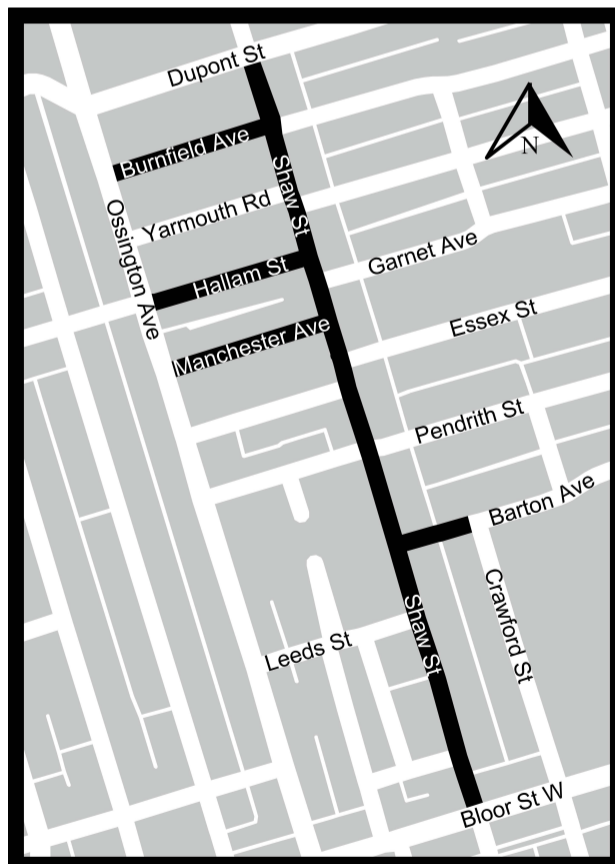 Dupont St
Burnfield Ave
N
Shaw St
Yarmouth Rd
Ossington Ave
Garnet Ave
Hallam St
Essex St
Manchester Ave
Pendrith St
Barton Ave
Crawford St
Shaw St
Leeds St
Bloor St W